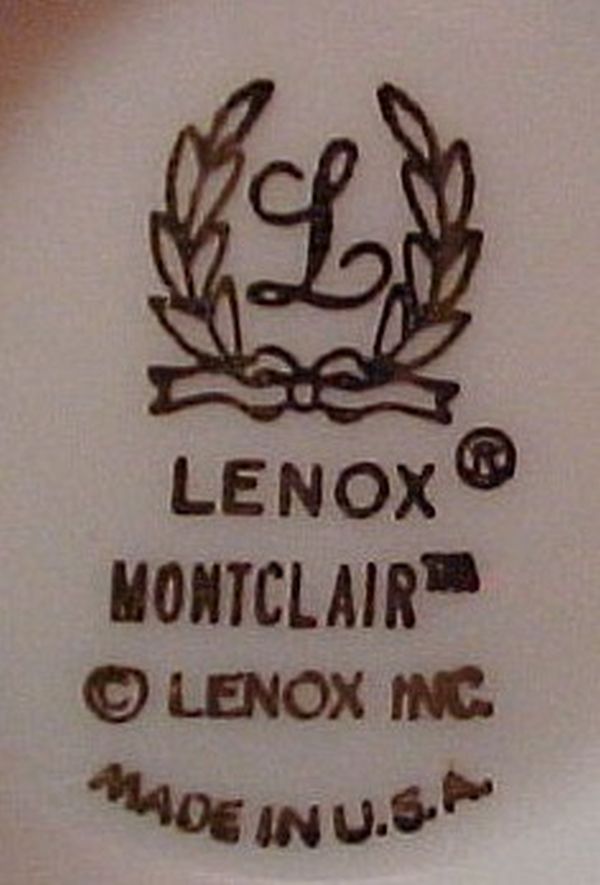 L
LENOX®
MONTCLAIR™
© LENOX INC.
MADE IN U.S.A.